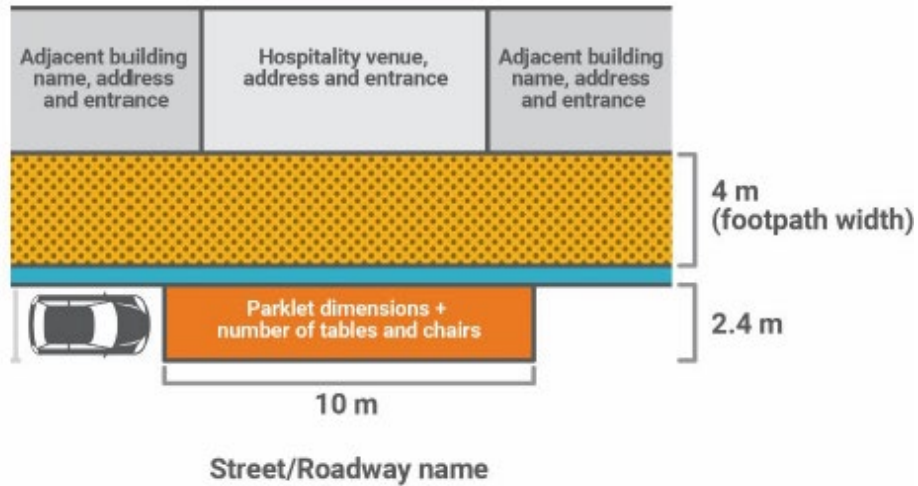 Adjacent building
name, address
and entrance
Hospitality venue,
address and entrance
Adjacent building
name, address
and entrance
4 m
(footpath width)
Parklet dimensions +
number of tables and chairs
2.4 m
10 m
Street/Roadway name